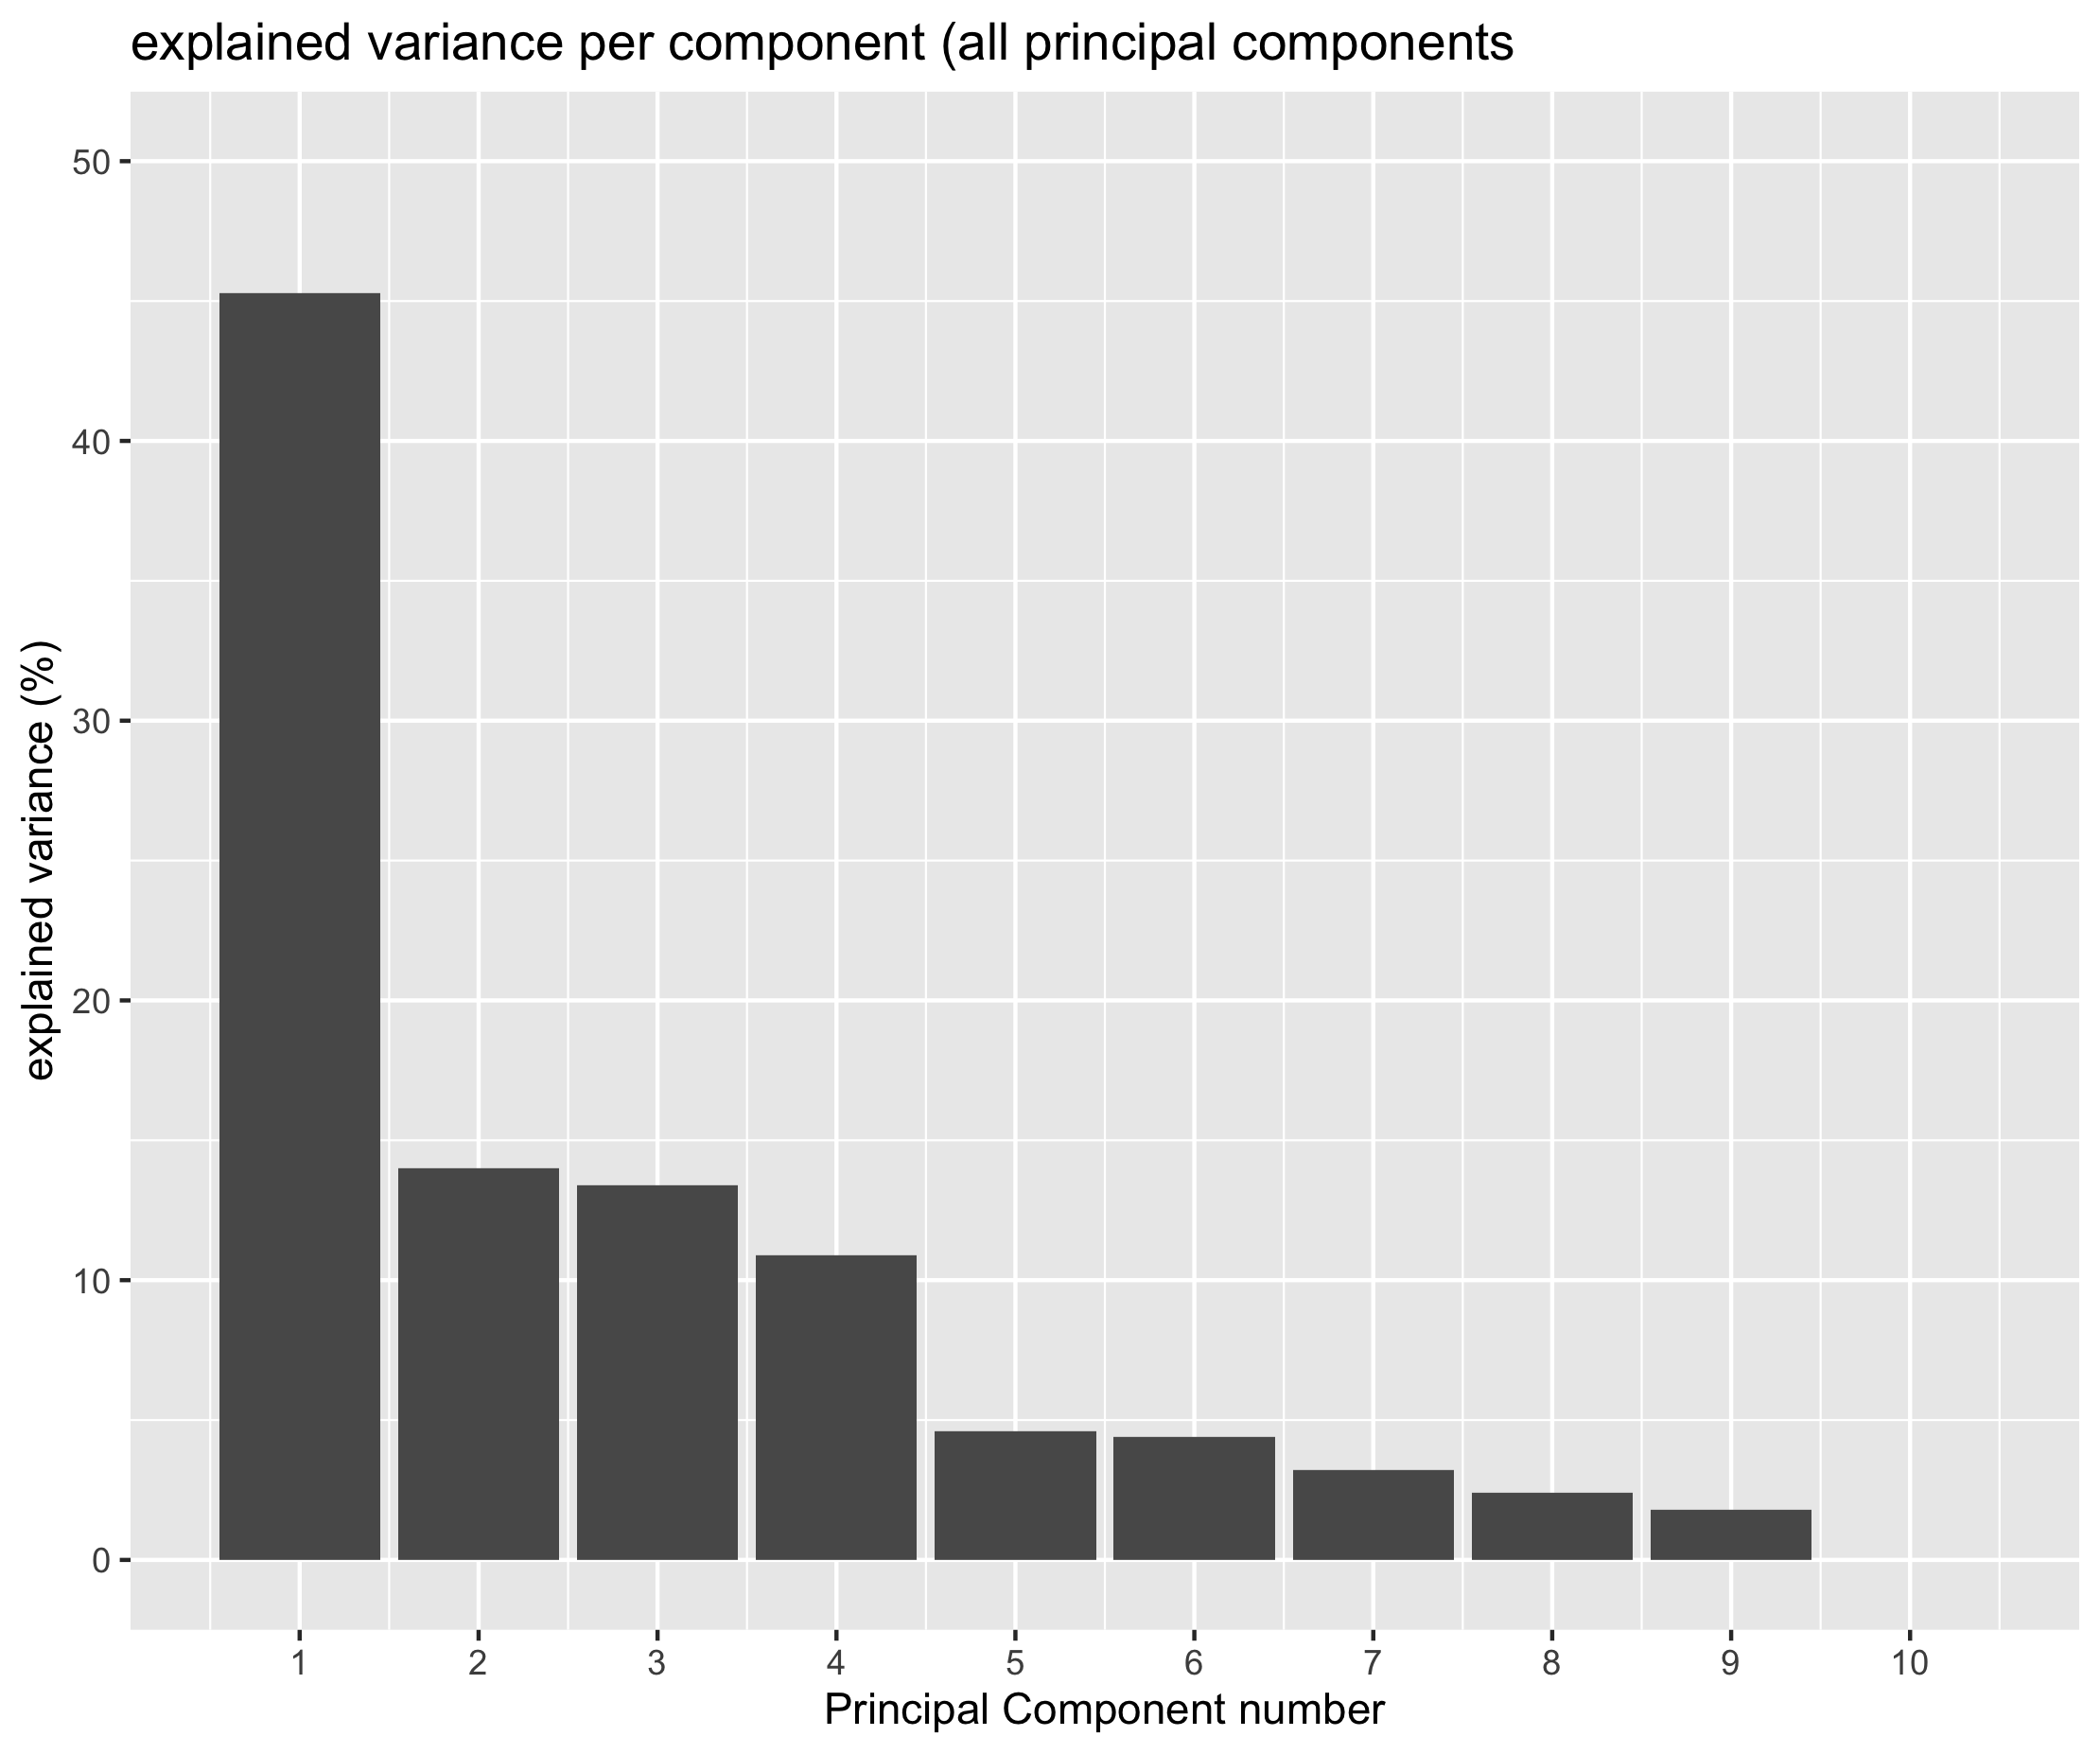 explained variance per component (all principal components
50
40
30
20
10
0
explained variance (%)
1 2 3 4 5 6 7 8 9 10
Principal Component number